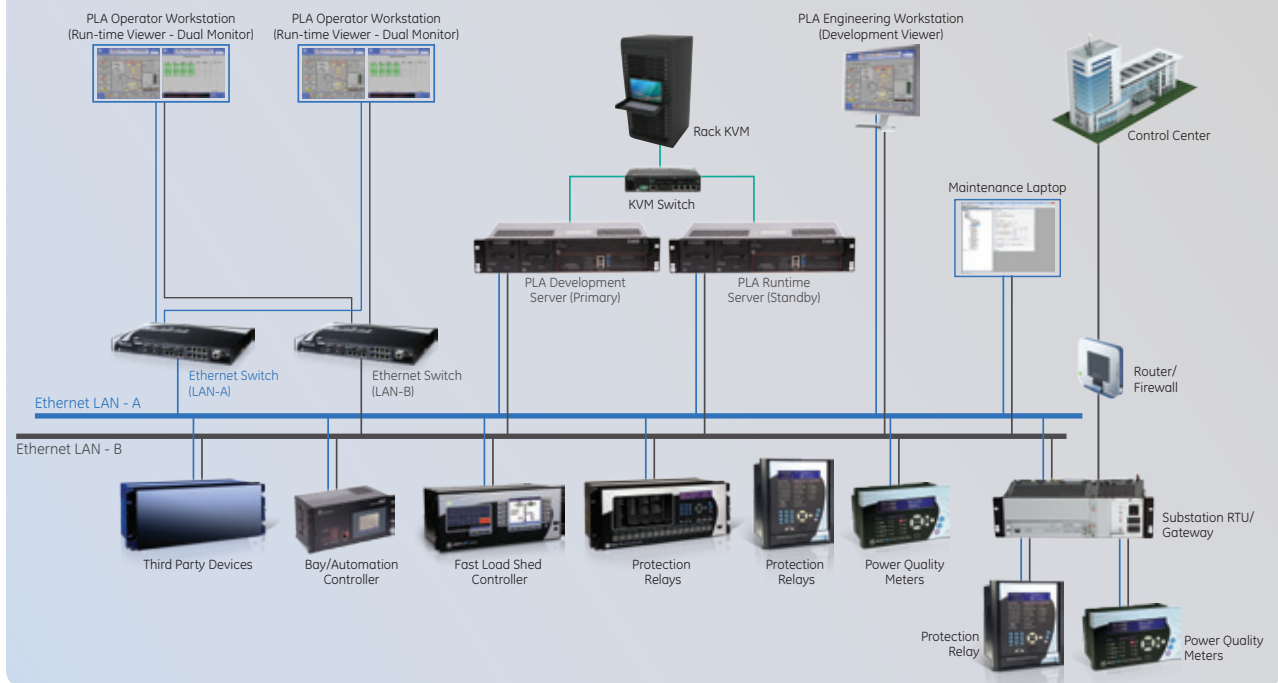 PLA Operator Workstation
(Run-time Viewer - Dual Monitor)
PLA Operator Workstation
(Run-time Viewer - Dual Monitor)
PLA Engineering Workstation
(Development Viewer)
Rack KVM
Control Center
KVM Switch
Maintenance Laptop
PLA Development
Server (Primary)
PLA Runtime
Server (Standby)
Ethernet Switch
(LAN-A)
Ethernet Switch
(LAN-B)
Router/
Firewall
Ethernet LAN - A
Ethernet LAN - B
Third Party Devices
Bay/Automation
Controller
Fast Load Shed
Controller
Protection
Relays
Protection
Relays
Power Quality
Meters
Substation RTU/
Gateway
Protection
Relay
Power Quality
Meters